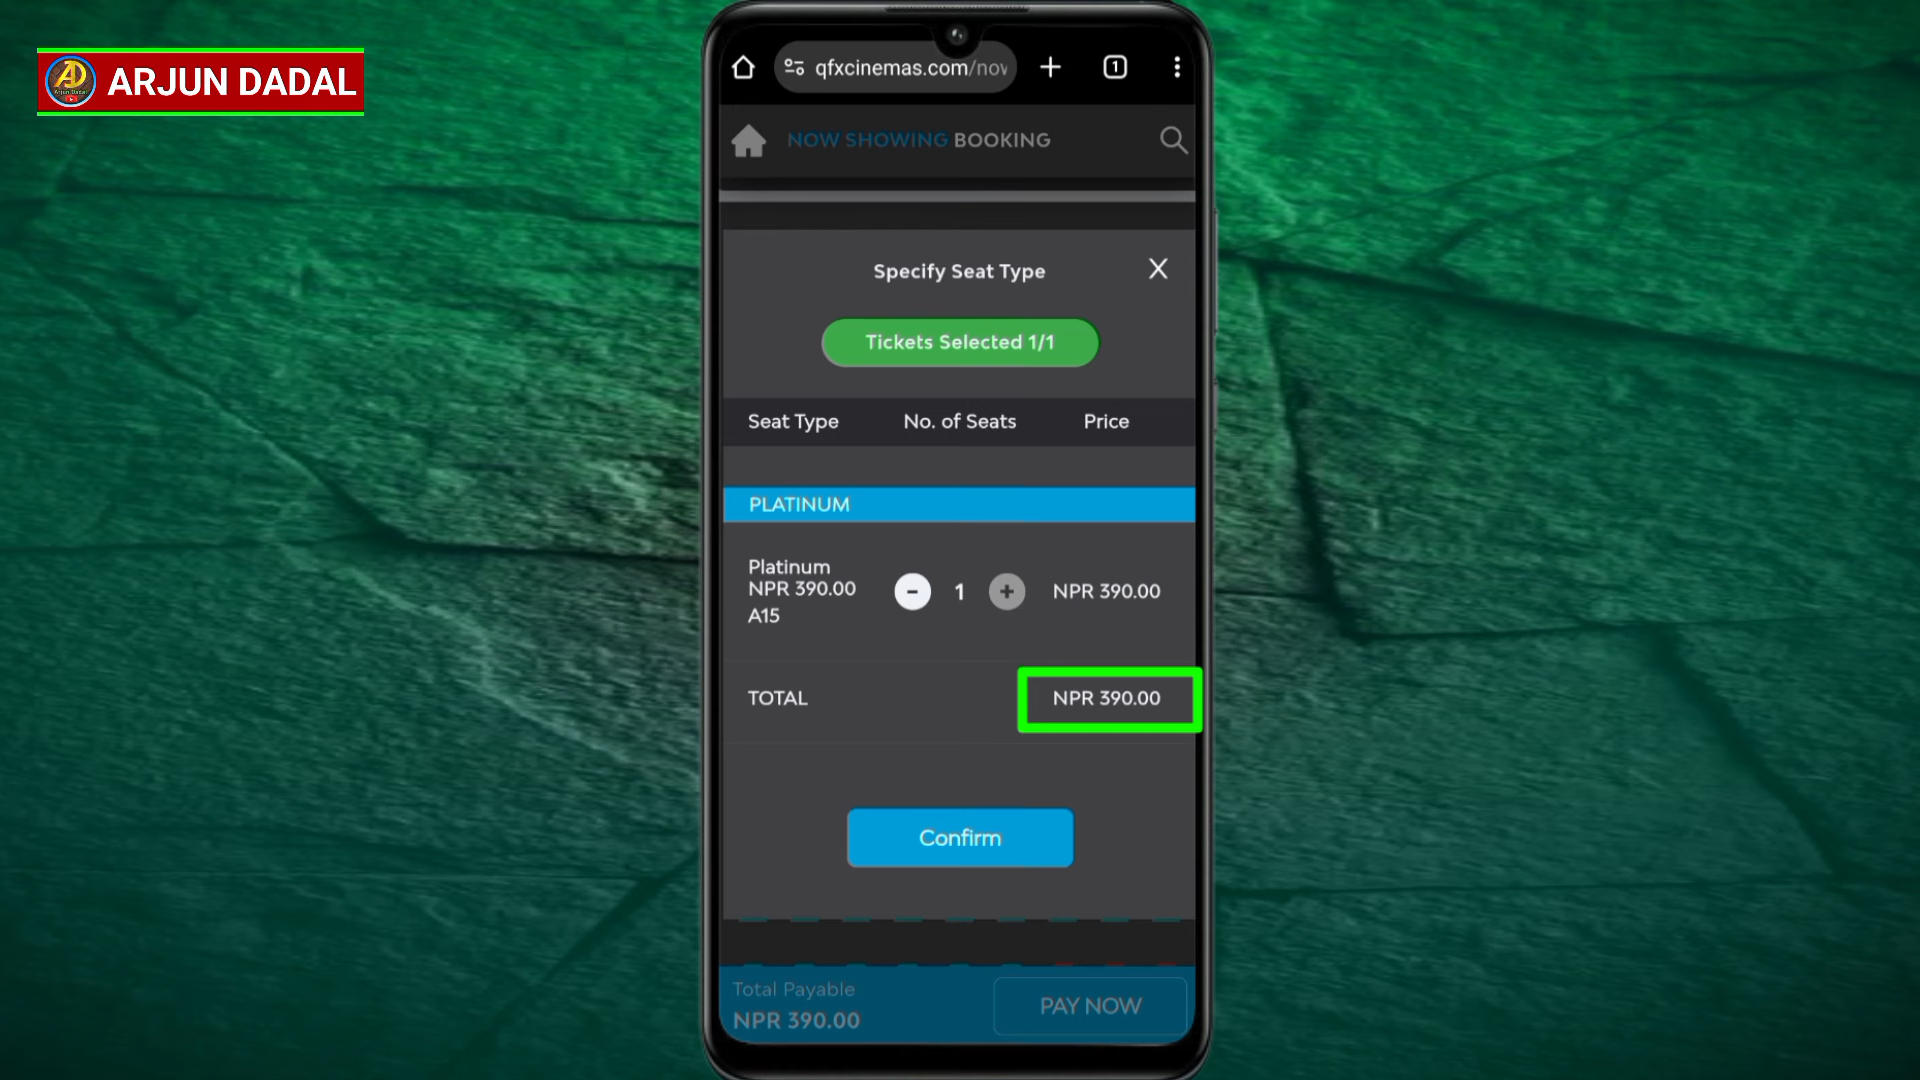 ARJUN DADAL
qfxcinemas.com/nov
1
NOW SHOWING BOOKING
Specify Seat Type
X
Tickets Selected 1/1
Seat Type No. of Seats Price
PLATINUM
Platinum
NPR 390.00
A15
- 1 + NPR 390.00
TOTAL NPR 390.00
Confirm
Total Payable
NPR 390.00
PAY NOW